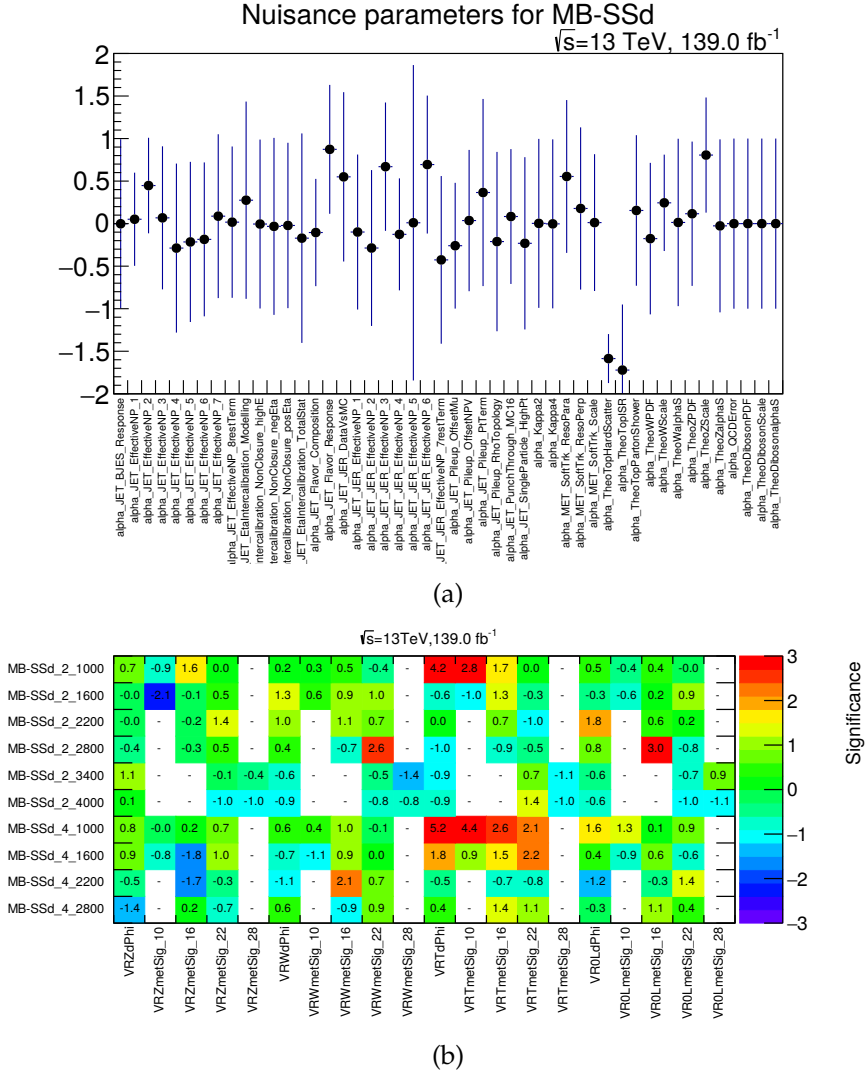 Nuisance parameters for MB-SSd
√s=13 TeV, 139.0 fb⁻¹
2
1.5
1
0.5
0
−0.5
−1
−1.5
−2
alpha_JET_BJES_Response
alpha_JET_EffectiveNP_1
alpha_JET_EffectiveNP_2
alpha_JET_EffectiveNP_3
alpha_JET_EffectiveNP_4
alpha_JET_EffectiveNP_5
alpha_JET_EffectiveNP_6
alpha_JET_EffectiveNP_7
alpha_JET_EffectiveNP_8restTerm
JET_EtaIntercalibration_Modelling
ntercalibration_NonClosure_highE
tercalibration_NonClosure_negEta
tercalibration_NonClosure_posEta
_JET_EtaIntercalibration_TotalStat
alpha_JET_Flavor_Composition
alpha_JET_Flavor_Response
alpha_JET_JER_DataVsMC
alpha_JET_JER_EffectiveNP_1
alpha_JET_JER_EffectiveNP_2
alpha_JET_JER_EffectiveNP_3
alpha_JET_JER_EffectiveNP_4
alpha_JET_JER_EffectiveNP_5
alpha_JET_JER_EffectiveNP_6
_JET_JER_EffectiveNP_7restTerm
alpha_JET_Pileup_OffsetMu
alpha_JET_Pileup_OffsetNPV
alpha_JET_Pileup_PtTerm
alpha_JET_Pileup_RhoTopology
alpha_JET_PunchThrough_MC16
alpha_JET_SingleParticle_HighPt
alpha_Kappa2
alpha_Kappa4
alpha_MET_SoftTrk_ResoPara
alpha_MET_SoftTrk_ResoPerp
alpha_MET_SoftTrk_Scale
alpha_TheoTopHardScatter
alpha_TheoTopISR
alpha_TheoTopPartonShower
alpha_TheoWPDF
alpha_TheoWScale
alpha_TheoWalphaS
alpha_TheoZPDF
alpha_TheoZScale
alpha_TheoZalphaS
alpha_QCDError
alpha_TheoDibosonPDF
alpha_TheoDibosonScale
alpha_TheoDibosonalphaS
(a)
√s=13TeV,139.0 fb⁻¹
MB-SSd_2_1000 0.7 -0.9 1.6 0.0 - 0.2 0.3 0.5 -0.4 - 4.2 2.8 1.7 0.0 - 0.5 -0.4 0.4 -0.0 -
MB-SSd_2_1600 -0.0 -2.1 -0.1 0.5 - 1.3 0.6 0.9 1.0 - -0.6 -1.0 1.3 -0.3 - -0.3 -0.6 0.2 0.9 -
MB-SSd_2_2200 -0.0 - -0.2 1.4 - 1.0 - 1.1 0.7 - 0.0 - 0.7 -1.0 - 1.8 - 0.6 0.2 -
MB-SSd_2_2800 -0.4 - -0.3 0.5 - 0.4 - -0.7 2.6 - -1.0 - -0.9 -0.5 - 0.8 - 3.0 -0.8 -
MB-SSd_2_3400 1.1 - - -0.1 -0.4 -0.6 - - -0.5 -1.4 -0.9 - - 0.7 -1.1 -0.6 - - -0.7 0.9
MB-SSd_2_4000 0.1 - - -1.0 -1.0 -0.9 - - -0.8 -0.8 -0.9 - - 1.4 -1.0 -0.6 - - -1.0 -1.1
MB-SSd_4_1000 0.8 -0.0 0.2 0.7 - 0.6 0.4 1.0 -0.1 - 5.2 4.4 2.6 2.1 - 1.6 1.3 0.1 0.9 -
MB-SSd_4_1600 0.9 -0.8 -1.8 1.0 - -0.7 -1.1 0.9 0.0 - 1.8 0.9 1.5 2.2 - 0.4 -0.9 0.6 -0.6 -
MB-SSd_4_2200 -0.5 - -1.7 -0.3 - -1.1 - 2.1 0.7 - -0.5 - -0.7 -0.8 - -1.2 - -0.3 1.4 -
MB-SSd_4_2800 -1.4 - 0.2 -0.7 - 0.6 - -0.9 0.9 - 0.4 - 1.4 1.1 - -0.3 - 1.1 0.4 -
VRZdPhi
VRZmetSig_10
VRZmetSig_16
VRZmetSig_22
VRZmetSig_28
VRWdPhi
VRWmetSig_10
VRWmetSig_16
VRWmetSig_22
VRWmetSig_28
VRTdPhi
VRTmetSig_10
VRTmetSig_16
VRTmetSig_22
VRTmetSig_28
VR0LdPhi
VR0LmetSig_10
VR0LmetSig_16
VR0LmetSig_22
VR0LmetSig_28
3
2
1
0
−1
−2
−3
Significance
(b)